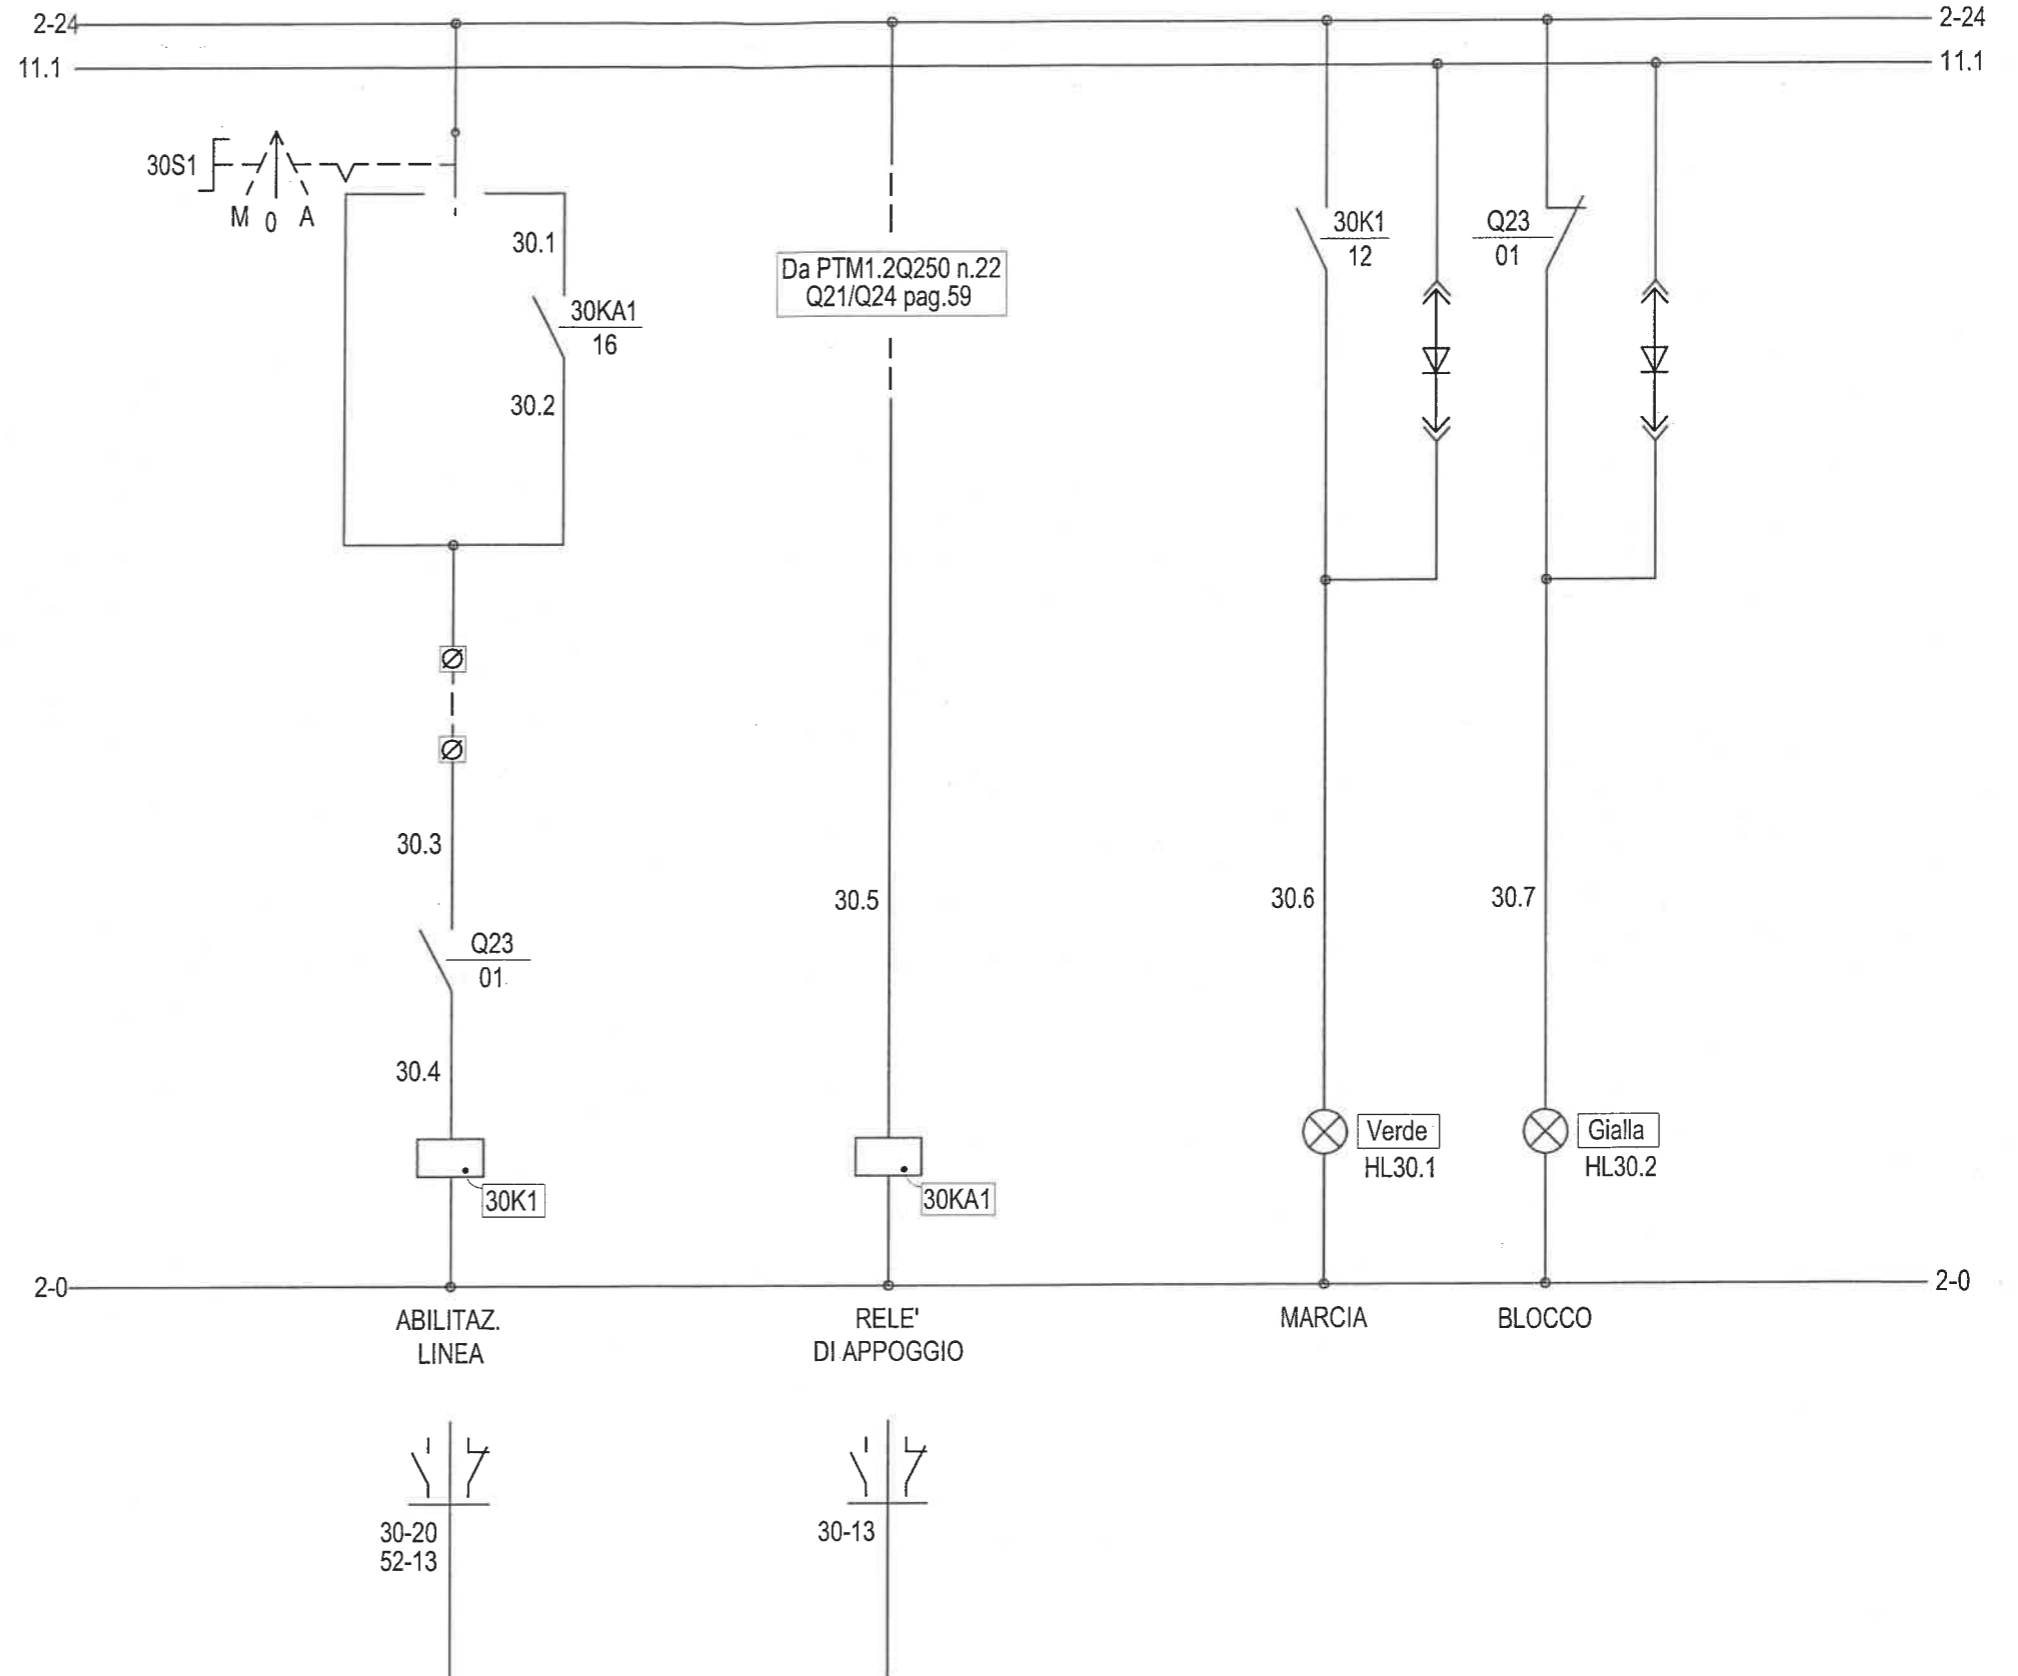 2-24
2-24
11.1
11.1
30S1
M 0 A
30.1
30KA1
16
30.2
Da PTM1.2Q250 n.22
Q21/Q24 pag.59
30K1
12
Q23
01
30.3
Q23
01
30.4
30.5
30.6
30.7
30K1
30KA1
Verde
HL30.1
Gialla
HL30.2
2-0
2-0
ABILITAZ.
LINEA
RELE'
DI APPOGGIO
MARCIA
BLOCCO
30-20
52-13
30-13